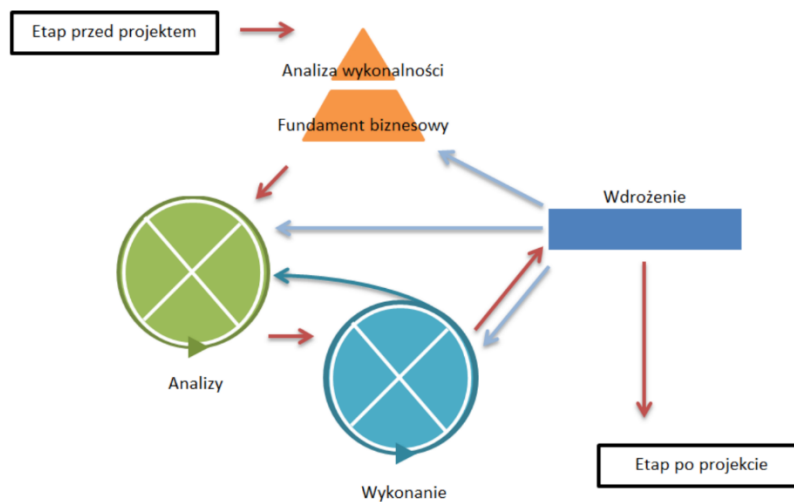 Etap przed projektem
Analiza wykonalności
Fundament biznesowy
Wdrożenie
Analizy
Etap po projekcie
Wykonanie